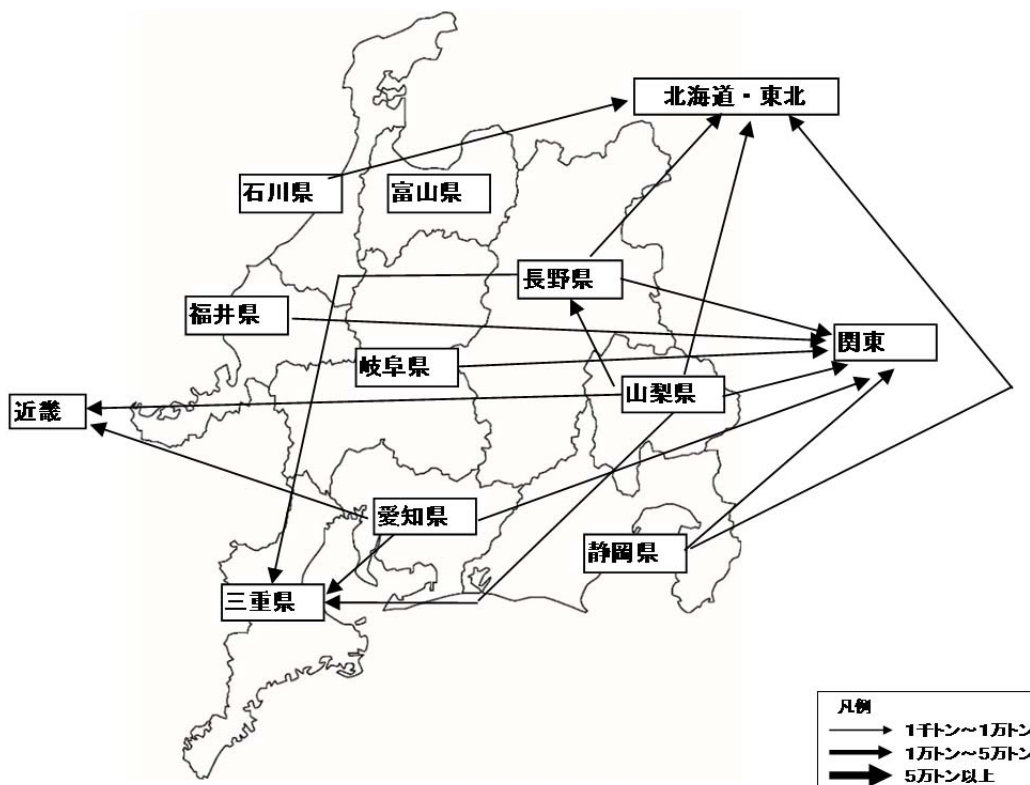 北海道・東北
石川県
富山県
長野県
福井県
関東
岐阜県
山梨県
近畿
愛知県
静岡県
三重県
凡例
1千トン～1万トン
1万トン～5万トン
5万トン以上